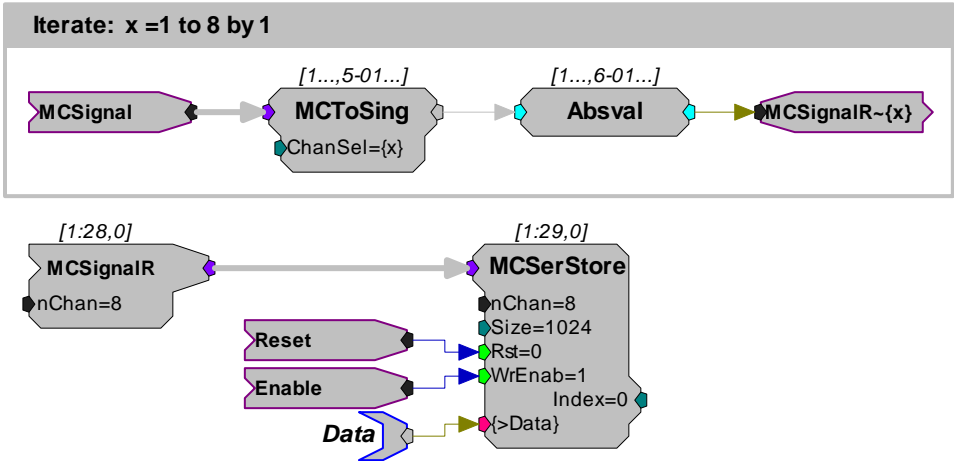 Iterate: x =1 to 8 by 1
[1...,5-01...]
[1...,6-01...]
MCSignal
MCToSing
Absval
MCSignalR~{x}
ChanSel={x}
[1:28,0]
[1:29,0]
MCSignalR
MCSerStore
nChan=8
nChan=8
Size=1024
Reset
Rst=0
Enable
WrEnab=1
Index=0
Data
{>Data}